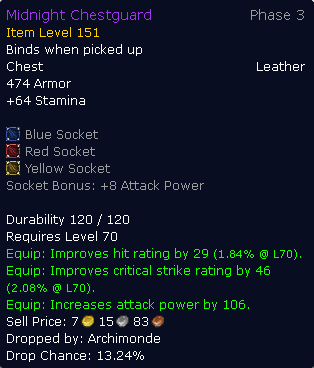 Midnight Chestguard Phase 3
Item Level 151
Binds when picked up
Chest Leather
474 Armor
+64 Stamina
Blue Socket
Red Socket
Yellow Socket
Socket Bonus: +8 Attack Power
Durability 120 / 120
Requires Level 70
Equip: Improves hit rating by 29 (1.84% @ L70).
Equip: Improves critical strike rating by 46
(2.08% @ L70).
Equip: Increases attack power by 106.
Sell Price: 7 15 83
Dropped by: Archimonde
Drop Chance: 13.24%